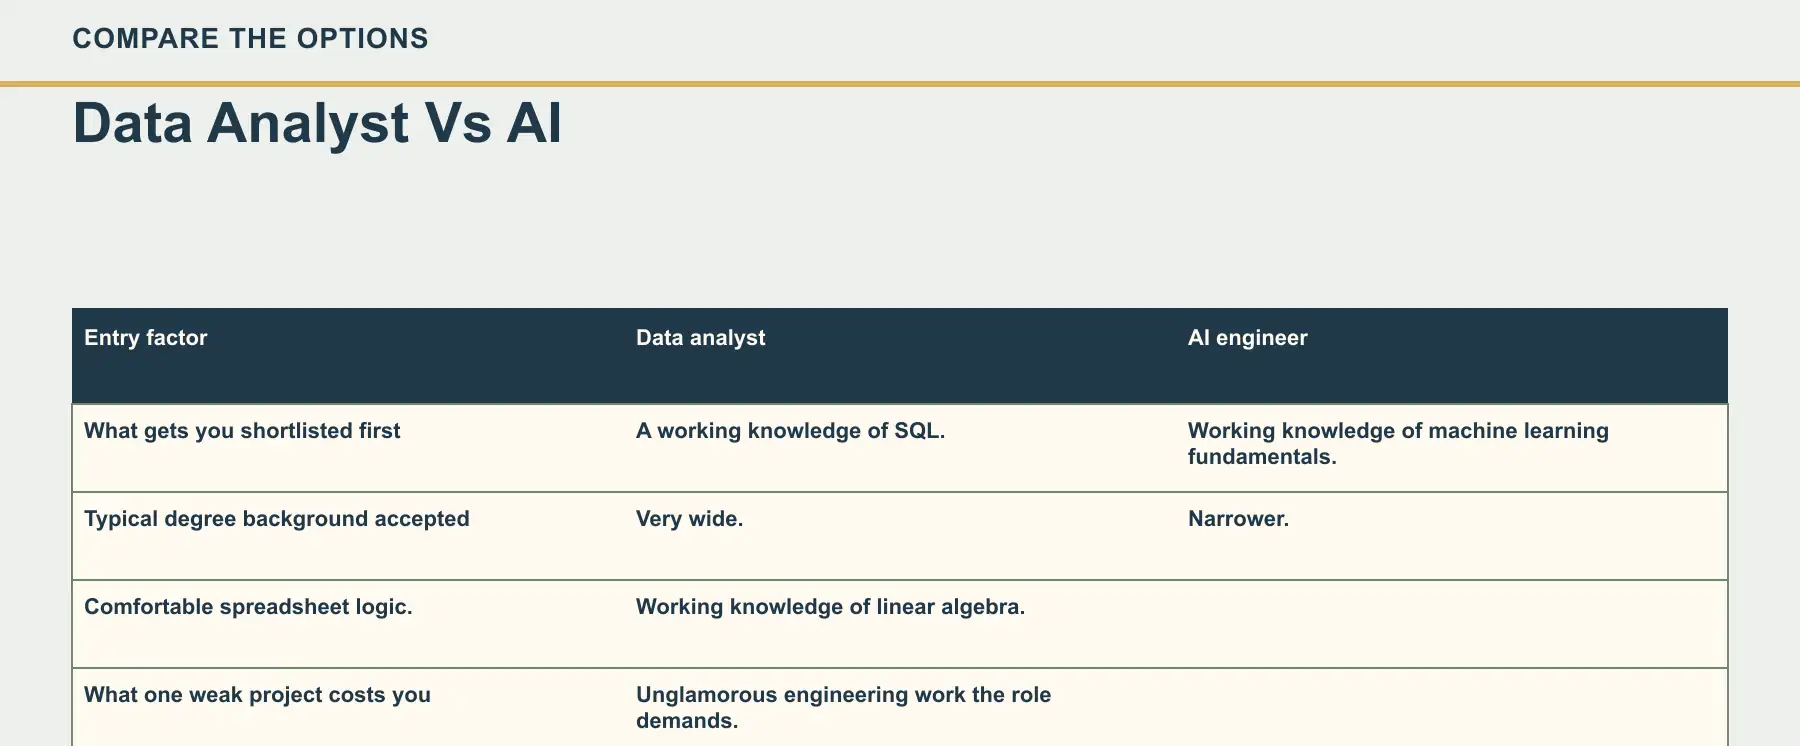 COMPARE THE OPTIONS
Data Analyst Vs AI
Entry factor
Data analyst
AI engineer
What gets you shortlisted first
A working knowledge of SQL.
Working knowledge of machine learning
fundamentals.
Typical degree background accepted
Very wide.
Narrower.
Comfortable spreadsheet logic.
Working knowledge of linear algebra.
What one weak project costs you
Unglamorous engineering work the role
demands.